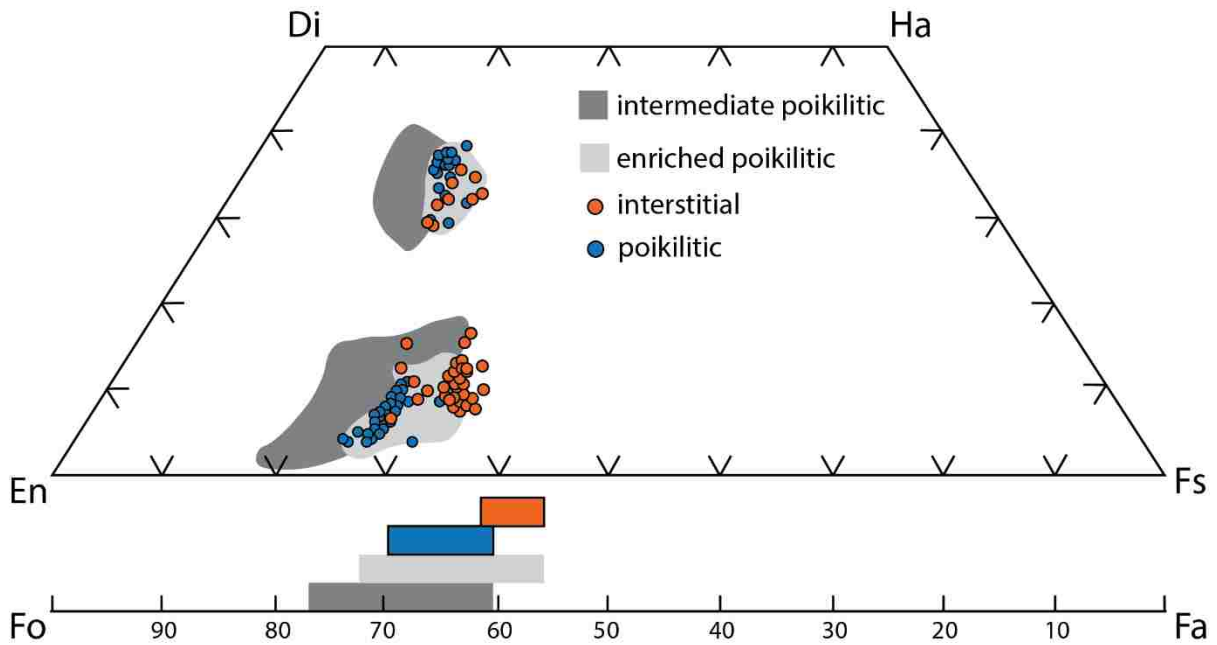 Di Ha
intermediate poikilitic
enriched poikilitic
interstitial
poikilitic
En Fs
Fo 90 80 70 60 50 40 30 20 10 Fa